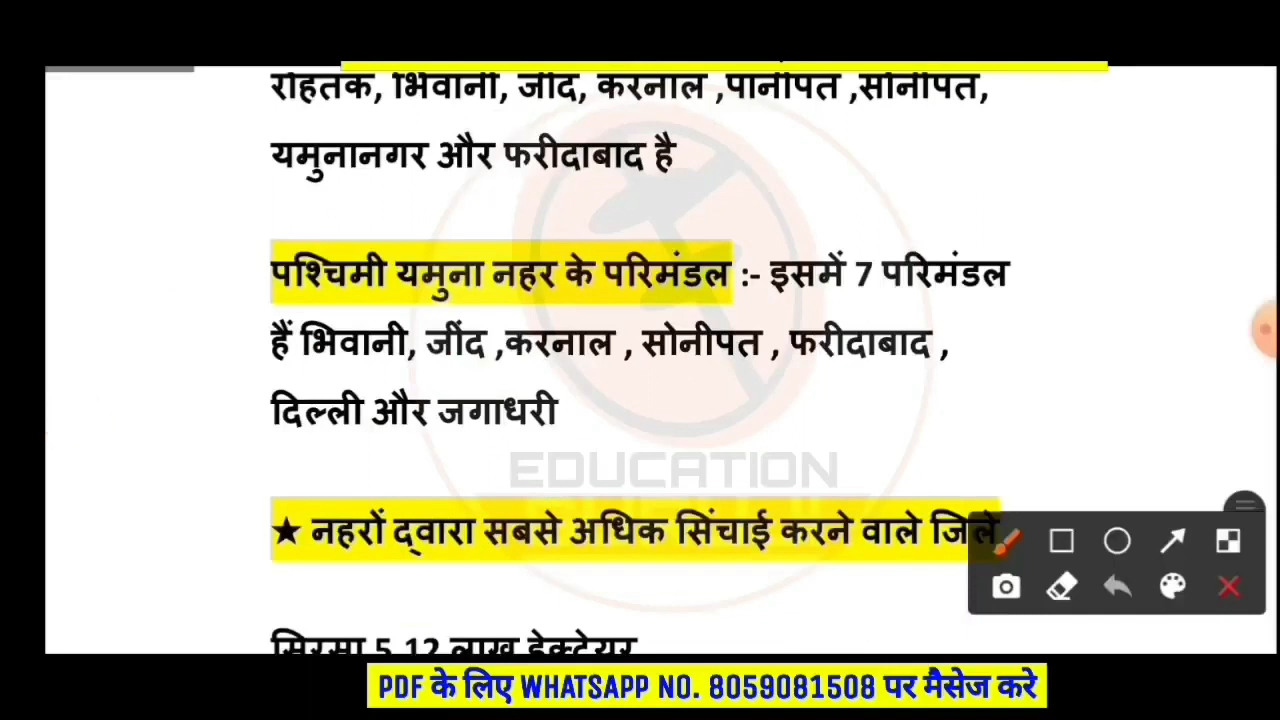 रोहतक, भिवानी, जींद, करनाल ,पानीपत ,सोनीपत,
यमुनानगर और फरीदाबाद है
पश्चिमी यमुना नहर के परिमंडल :- इसमें 7 परिमंडल
हैं भिवानी, जींद ,करनाल , सोनीपत , फरीदाबाद ,
दिल्ली और जगाधरी
EDUCATION
★ नहरों द्वारा सबसे अधिक सिंचाई करने वाले जिले
सिरसा 5.12 लाख हेक्टेयर
PDF के लिए WHATSAPP NO. 8059081508 पर मैसेज करे